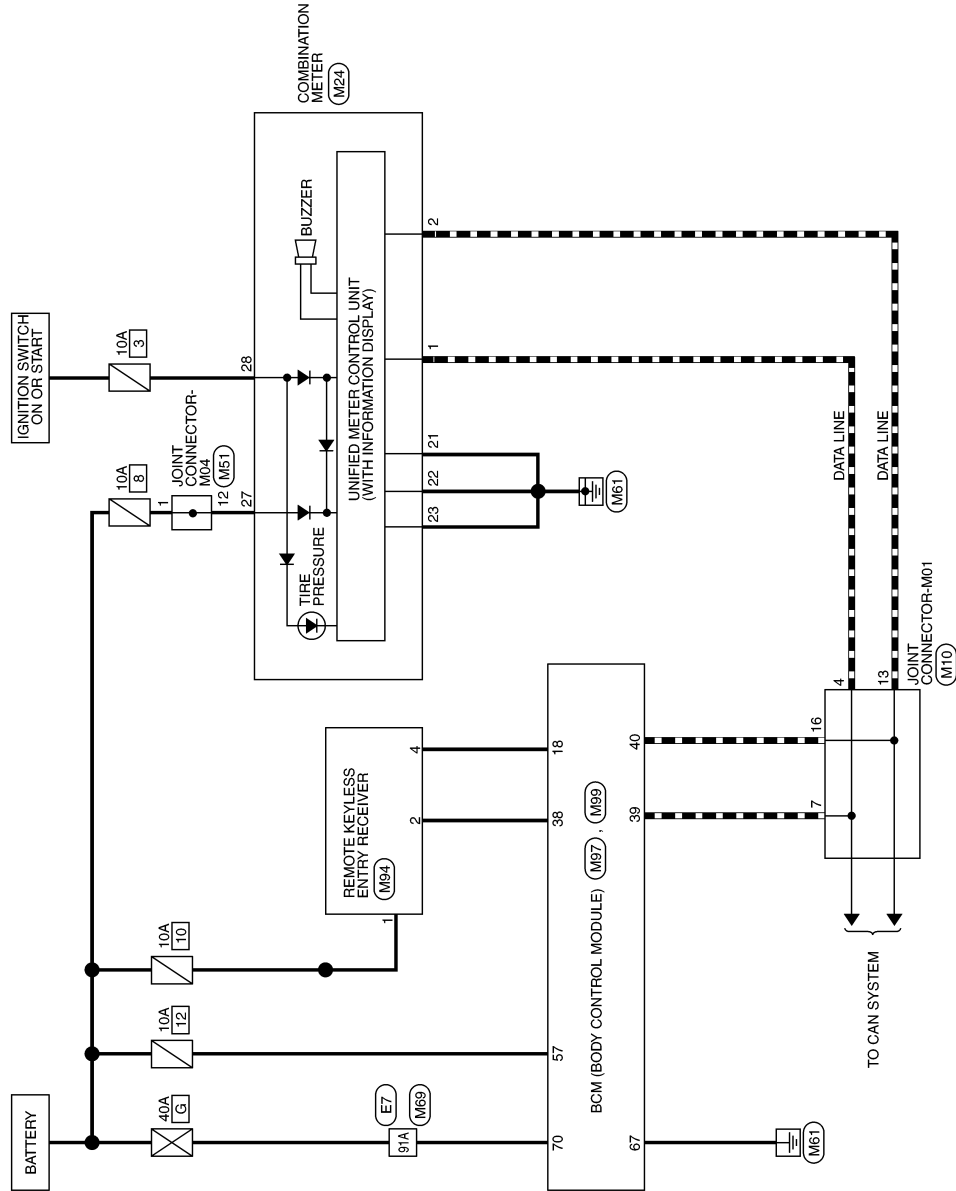 BATTERY
IGNITION SWITCH
ON OR START
40A
G
10A
12
10A
10
10A
8
10A
3
1
JOINT
CONNECTOR-
M04
M51
12
27
28
COMBINATION
METER
M24
BUZZER
TIRE
PRESSURE
UNIFIED METER CONTROL UNIT
(WITH INFORMATION DISPLAY)
23
22
21
1
2
M61
E7
M69
91A
1
REMOTE KEYLESS
ENTRY RECEIVER
M94
2
4
70
57
38
18
BCM (BODY CONTROL MODULE)
M97
,
M99
67
39
40
M61
DATA LINE
DATA LINE
7
16
4
13
JOINT
CONNECTOR-M01
M10
TO CAN SYSTEM